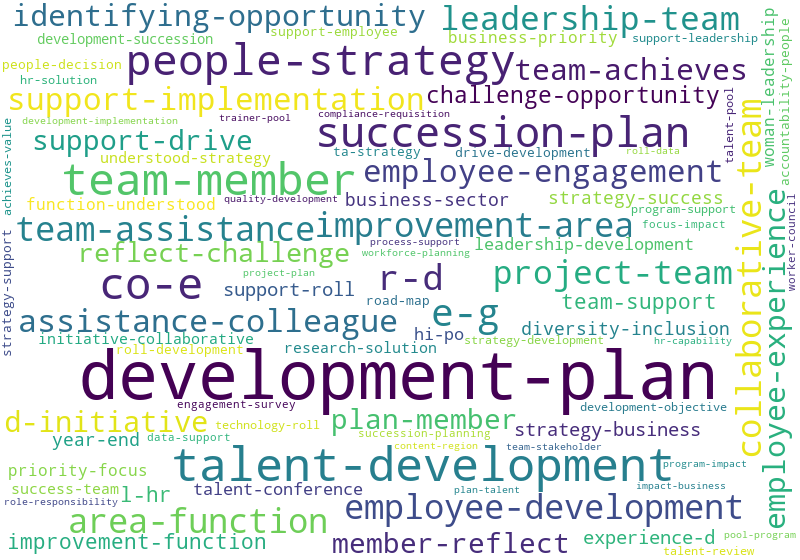 identifying-opportunity
leadership-team
support-employee
development-succession
business-priority
support-leadership
people-strategy
people-decision
team-achieves
hr-solution
support-implementation
challenge-opportunity
development-implementation
trainer-pool
compliance-requisition
succession-plan
support-drive
ta-strategy
drive-development
roll-data
understood-strategy
team-member
employee-engagement
function-understood
quality-development
business-sector
strategy-success
team-assistance
improvement-area
program-support
focus-impact
reflect-challenge
process-support
leadership-development
workforce-planning
co-e
r-d
project-team
project-plan
support-roll
road-map
team-support
assistance-colleague
e-g
hi-po
diversity-inclusion
initiative-collaborative
strategy-development
hr-capability
roll-development
research-solution
development-plan
engagement-survey
development-objective
d-initiative
plan-member
technology-roll
strategy-business
year-end
data-support
succession-planning
content-region
team-stakeholder
talent-development
priority-focus
program-impact
success-team
l-hr
talent-conference
plan-talent
impact-business
role-responsibility
employee-development
area-function
improvement-function
member-reflect
experience-d
pool-program
talent-review
achieves-value
strategy-support
talent-pool
collaborative-team
woman-leadership
employee-experience
accountability-people
worker-council